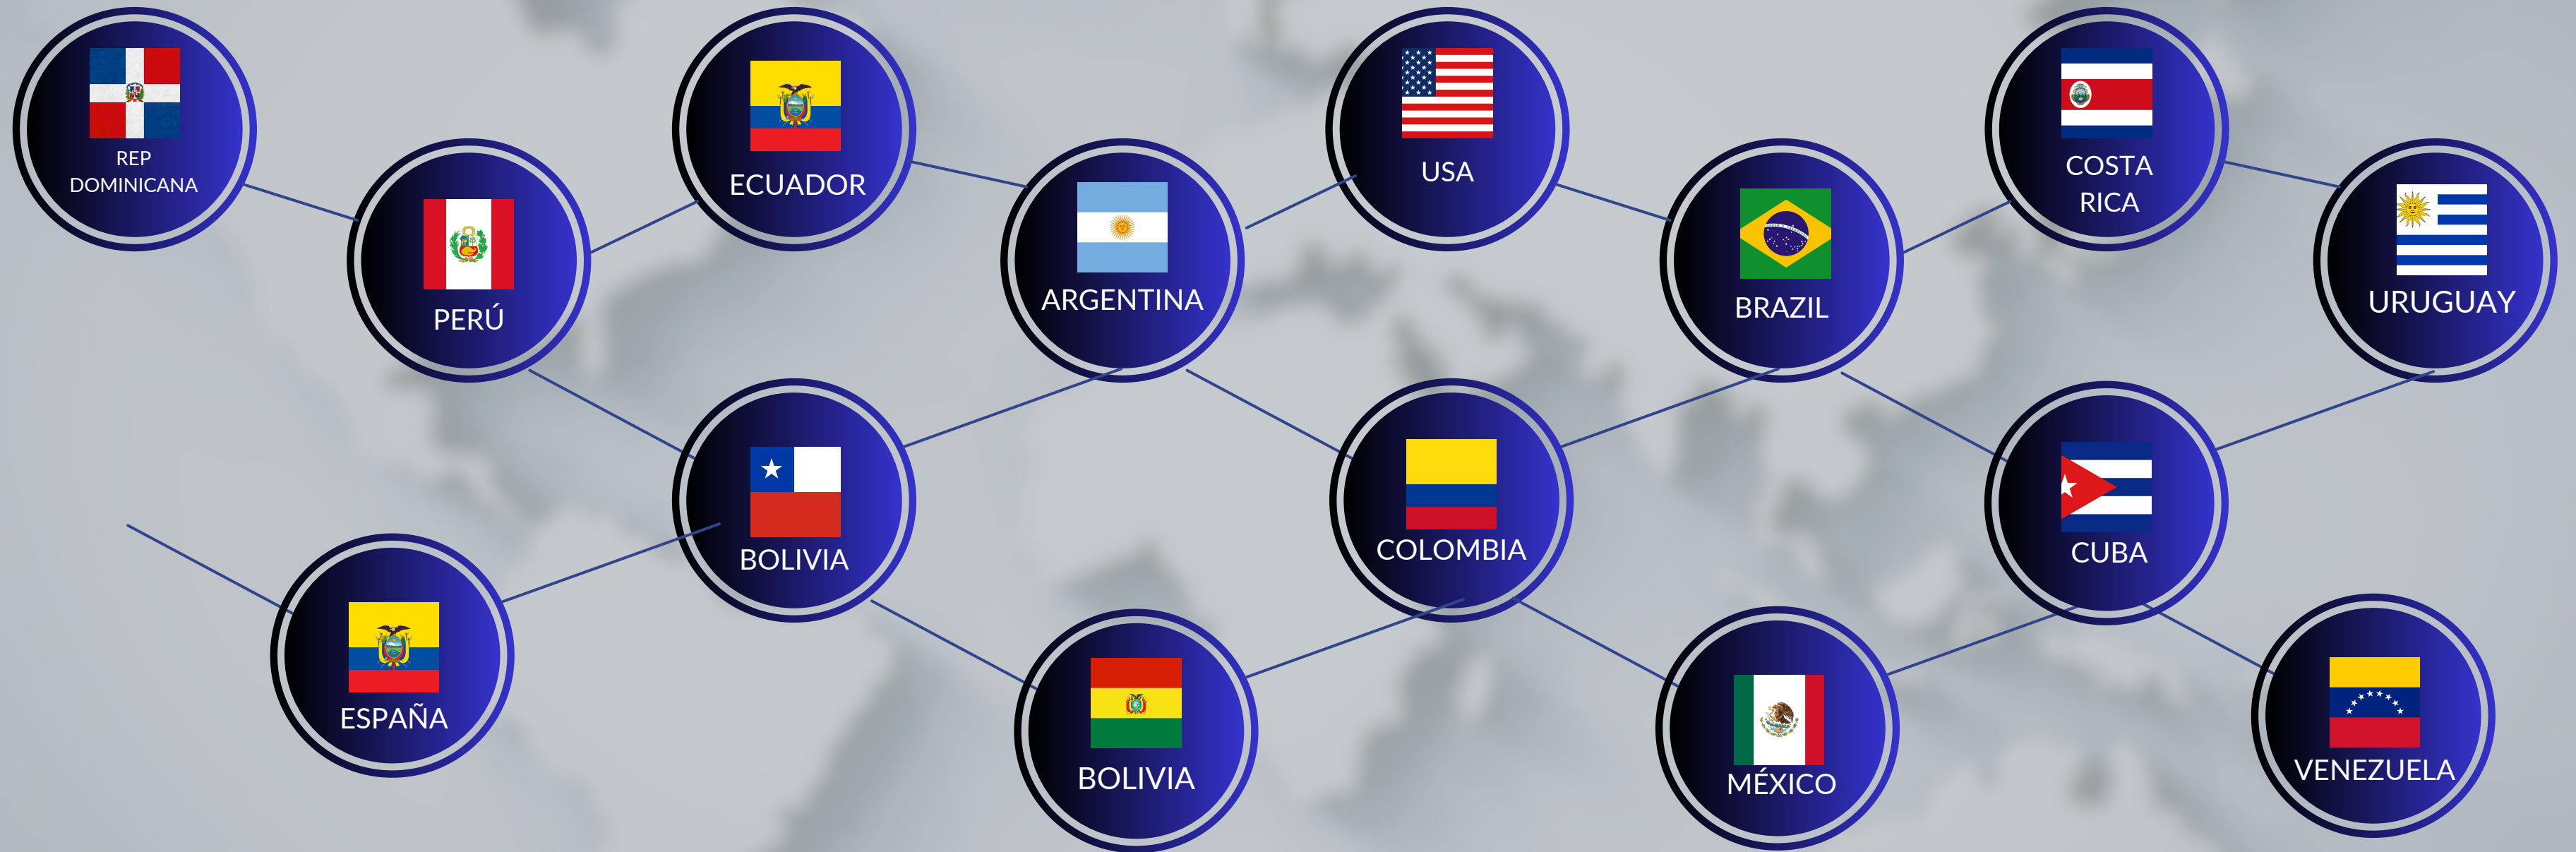 REP
DOMINICANA
PERÚ
ECUADOR
ARGENTINA
USA
BRAZIL
COSTA
RICA
URUGUAY
ESPAÑA
BOLIVIA
BOLIVIA
COLOMBIA
MÉXICO
CUBA
VENEZUELA